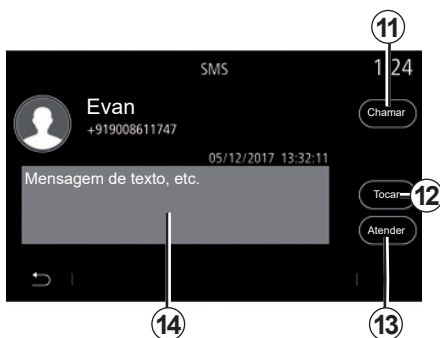 11
SMS 1 24
Evan
+919008611747
Chamar
05/12/2017 13:32:11
Mensagem de texto, etc.
Tocar
12
Atender
14
13